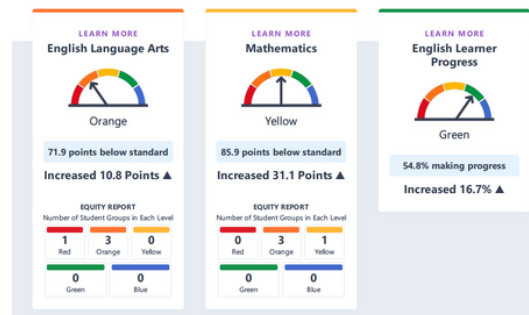 LEARN MORE
English Language Arts
Orange
71.9 points below standard
Increased 10.8 Points ▲
EQUITY REPORT
Number of Student Groups in Each Level
1
Red
3
Orange
0
Yellow
0
Green
0
Blue
LEARN MORE
Mathematics
Yellow
85.9 points below standard
Increased 31.1 Points ▲
EQUITY REPORT
Number of Student Groups in Each Level
0
Red
3
Orange
1
Yellow
0
Green
0
Blue
LEARN MORE
English Learner
Progress
Green
54.8% making progress
Increased 16.7% ▲